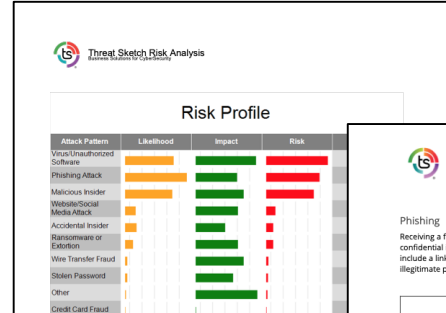 ts
Threat Sketch Risk Analysis
Business Solutions for Cybersecurity
Risk Profile
Attack Pattern Likelihood Impact Risk
Virus/Unauthorized
Software
Phishing Attack
Malicious Insider
Website/Social
Media Attack
Accidental Insider
Ransomware or
Extortion
Wire Transfer Fraud
Stolen Password
Other
Credit Card Fraud
ts
Phishing
Receiving a f
confidential
include a link
illegitimate p